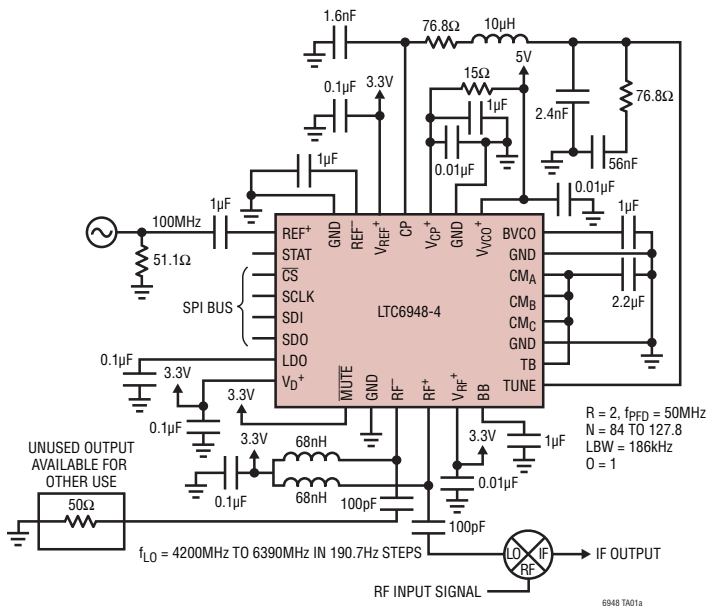 1.6nF
76.8Ω
10µH
5V
0.1µF
3.3V
15Ω
1µF
0.01µF
2.4nF
76.8Ω
56nF
1µF
0.01µF
1µF
1µF
100MHz
51.1Ω
REF+
GND
REF–
VREF+
CP
VCP+
GND
VVCO+
BVCO
STAT
GND
CS
CMA
SPI BUS
SCLK
LTC6948-4
CMB
2.2µF
SDI
CMC
SDO
GND
0.1µF
LDO
TB
3.3V
VD+
MUTE
GND
RF–
RF+
VRF+
BB
TUNE
3.3V
0.1µF
R = 2, fPFD = 50MHz
N = 84 TO 127.8
LBW = 186kHz
O = 1
UNUSED OUTPUT
AVAILABLE FOR
OTHER USE
3.3V
68nH
3.3V
1µF
0.1µF
68nH
0.01µF
50Ω
100pF
100pF
fLO = 4200MHz TO 6390MHz IN 190.7Hz STEPS
LO
IF
RF
IF OUTPUT
RF INPUT SIGNAL
6948 TA01a